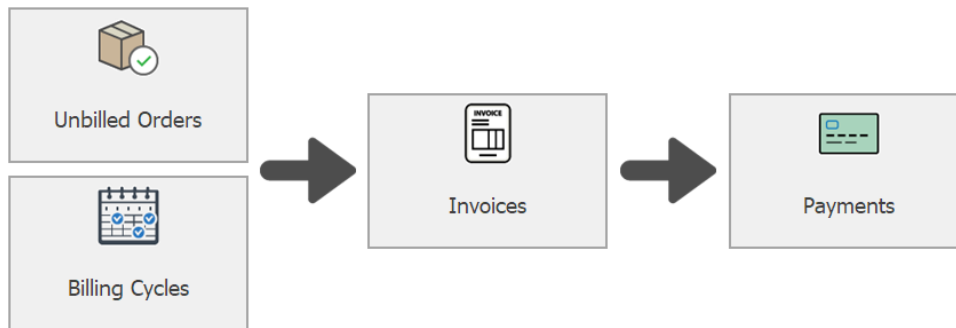 Unbilled Orders
Billing Cycles
INVOICE
Invoices
Payments